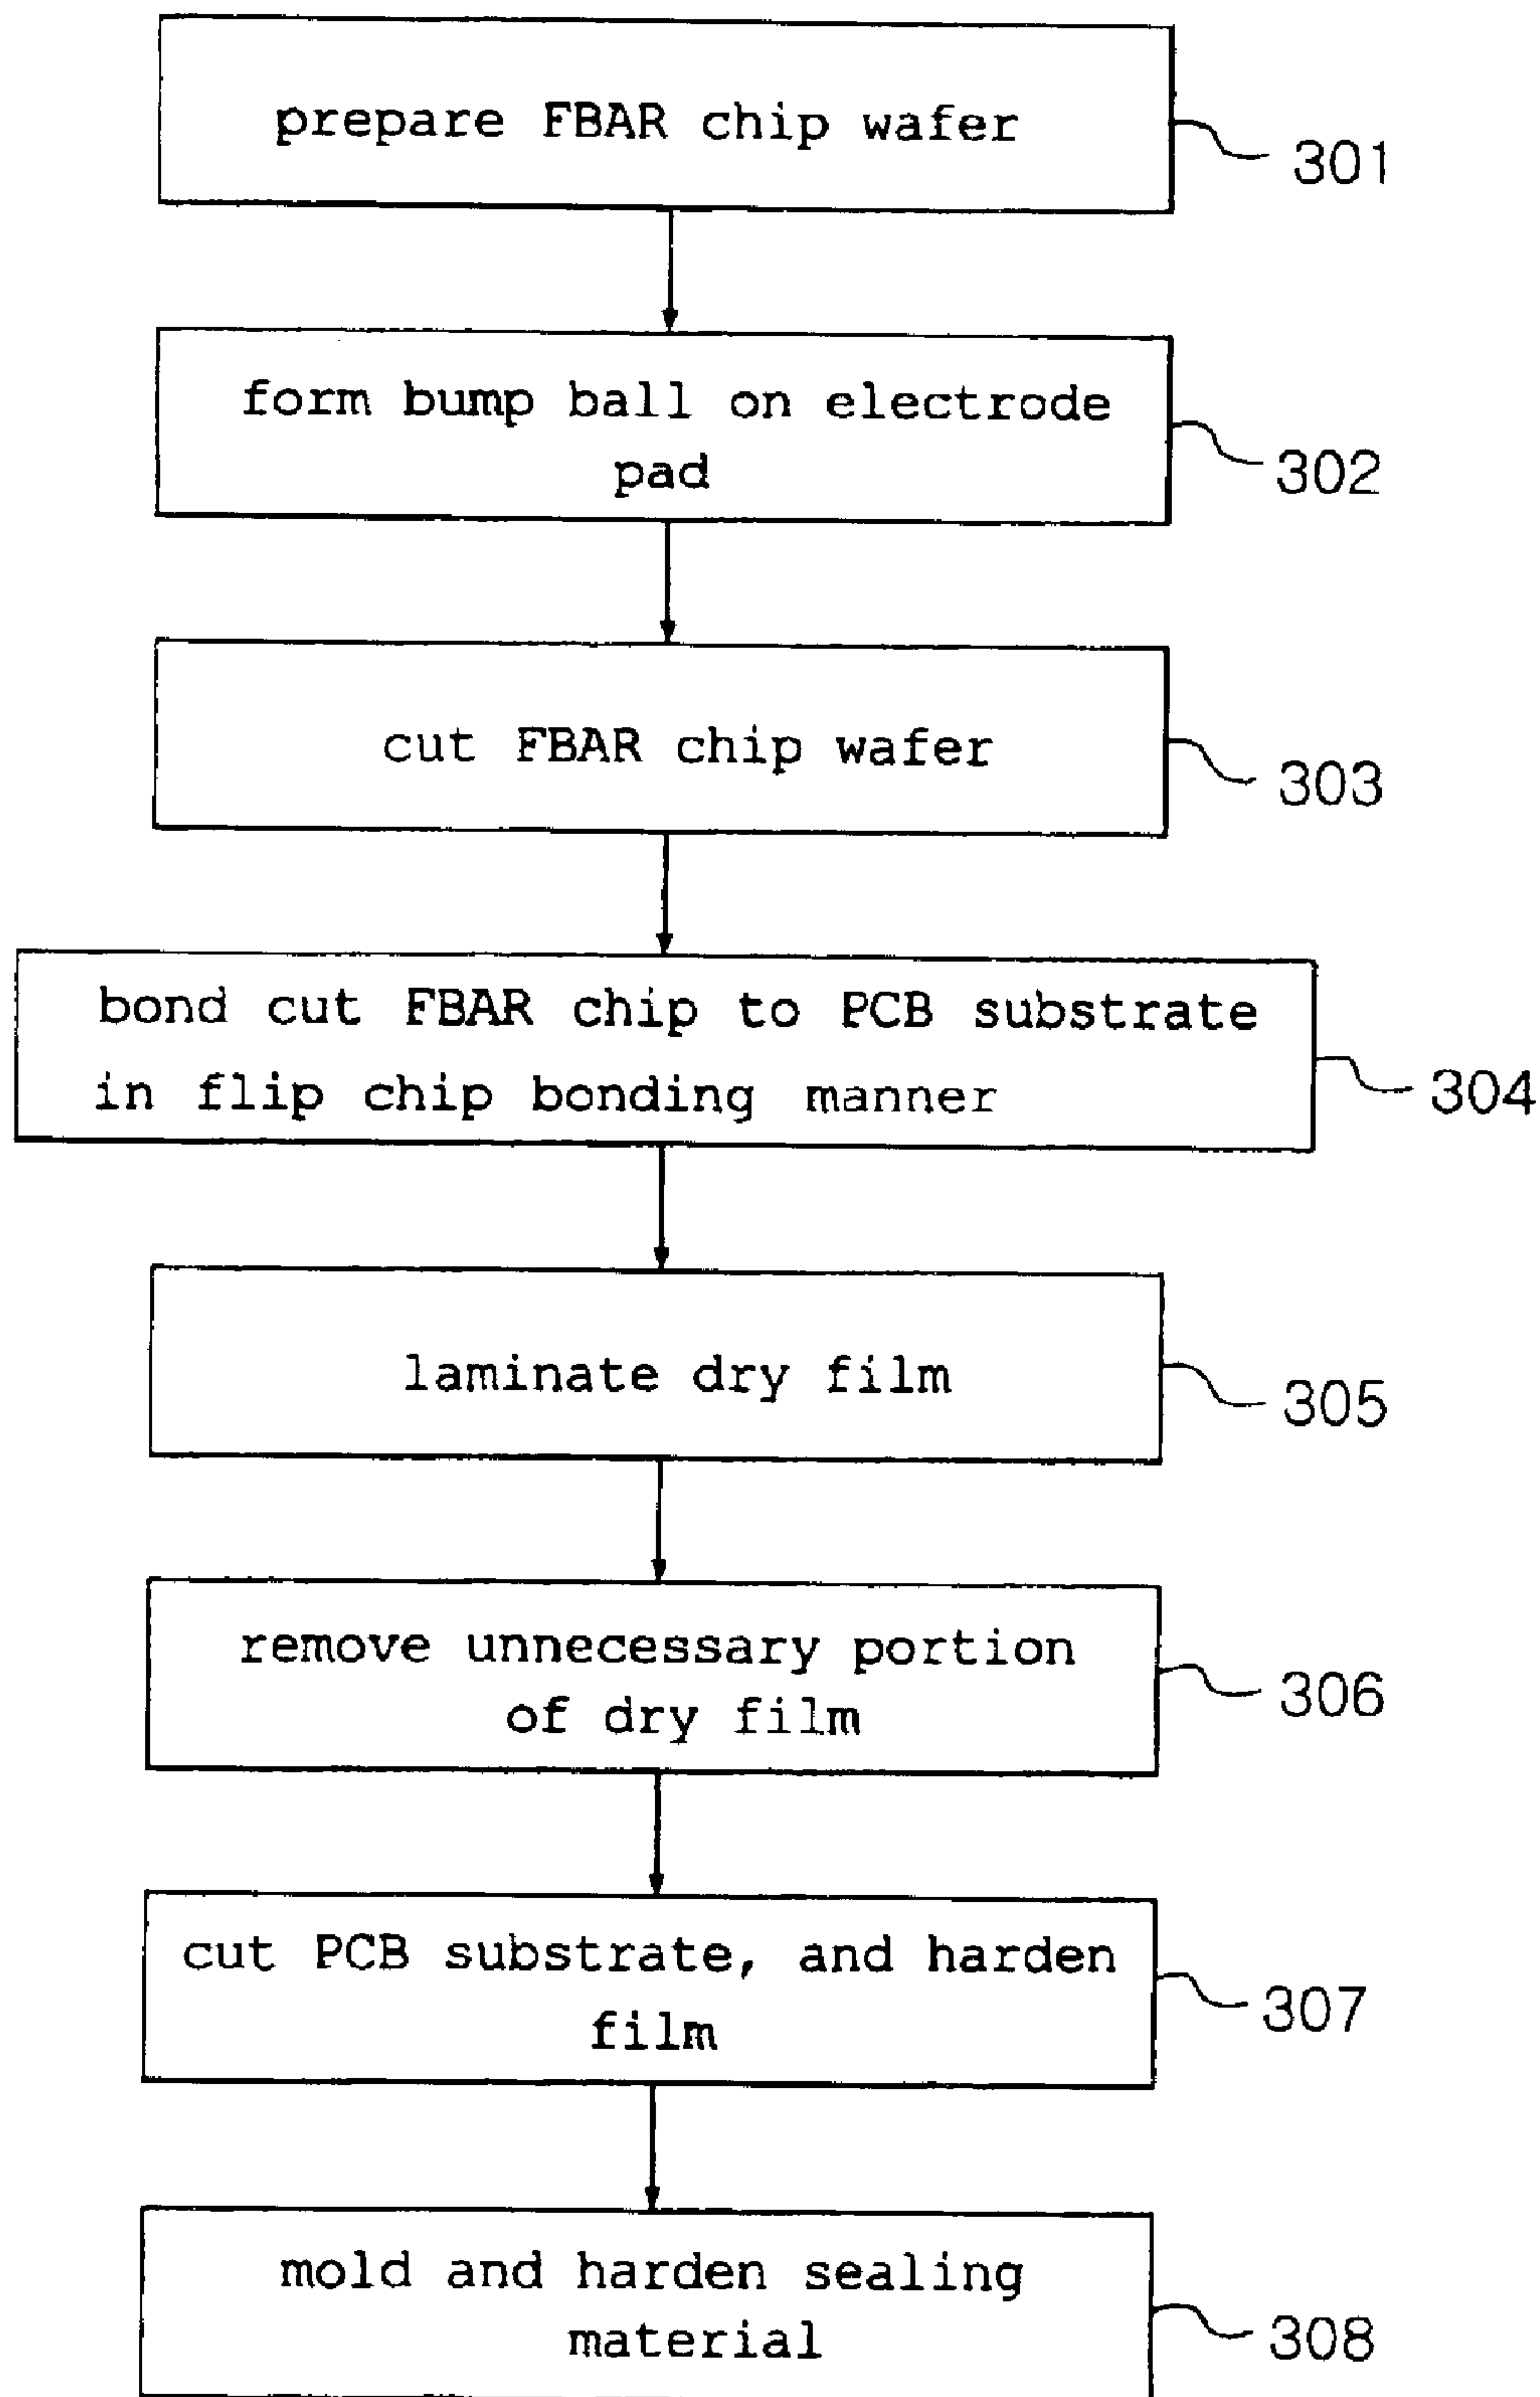 prepare FBAR chip wafer
301
form bump ball on electrode
pad
302
cut FBAR chip wafer
303
bond cut FBAR chip to PCB substrate
in flip chip bonding manner
304
laminate dry film
305
remove unnecessary portion
of dry film
306
cut PCB substrate, and harden
film
307
mold and harden sealing
material
308